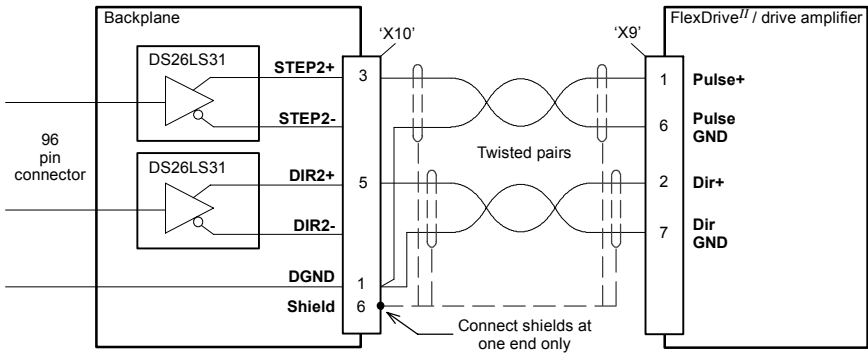 Backplane
FlexDrive II / drive amplifier
'X10'
'X9'
DS26LS31
STEP2+
3
1
Pulse+
STEP2-
6
Pulse
GND
96
pin
connector
Twisted pairs
DS26LS31
DIR2+
5
2
Dir+
DIR2-
7
Dir
GND
DGND
1
Shield
6
Connect shields at
one end only